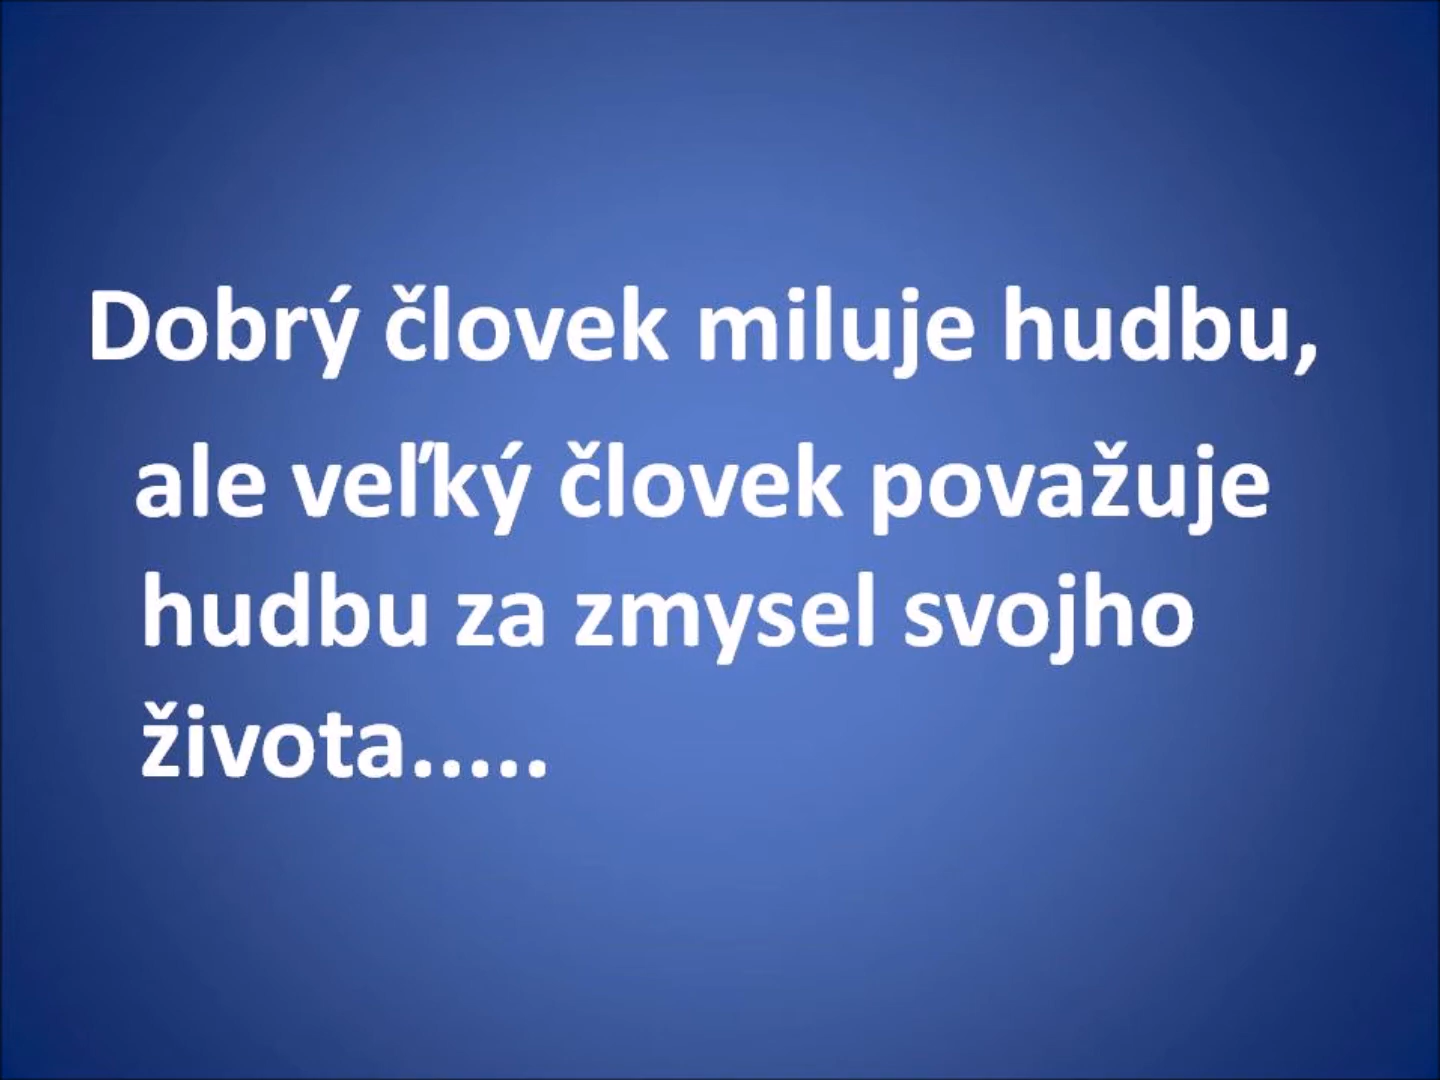 Dobrý človek miluje hudbu,
ale veľký človek považuje
hudbu za zmysel svojho
života.....